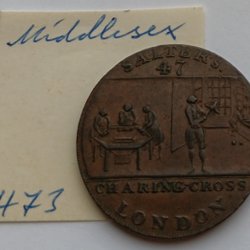 Middlesex
SALTERS.
47
CHARING-CROSS
LONDON
473